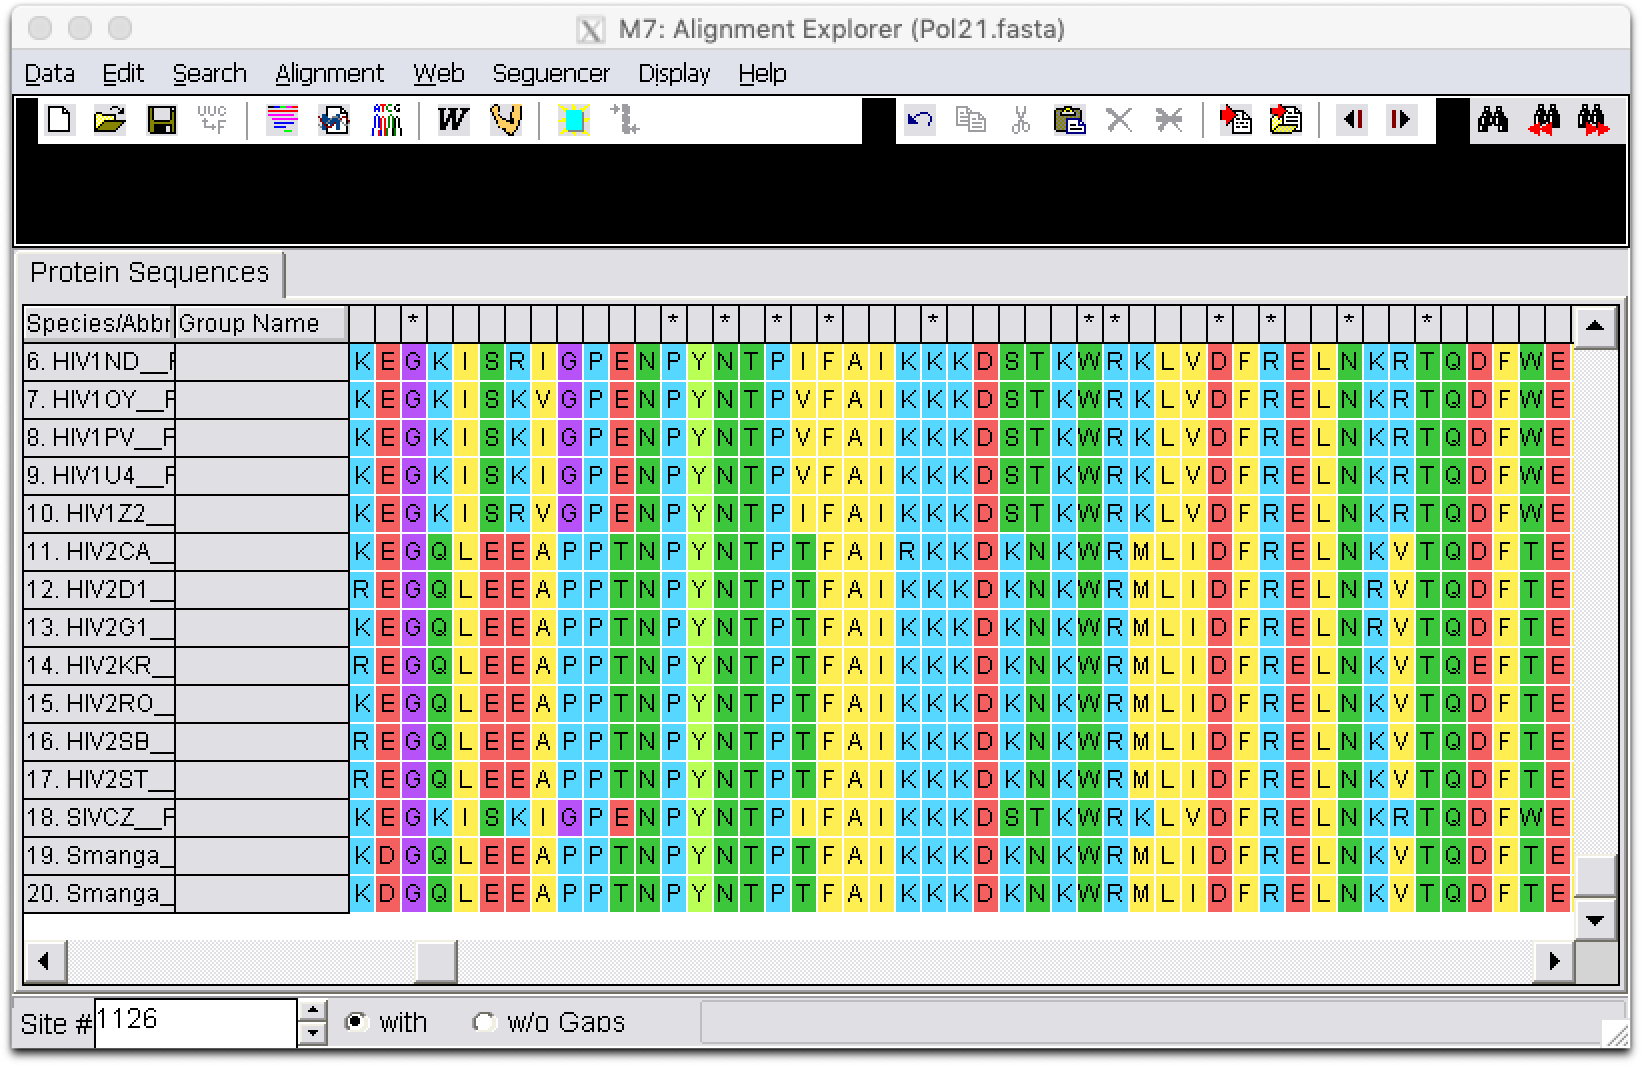 M7: Alignment Explorer (Pol21.fasta)
Data Edit Search Alignment Web Sequencer Display Help
Protein Sequences
Species/Abbr Group Name * * * * * * * * * * * *
6. HIV1ND__F K E G K I S R I G P E N P Y N T P I F A I K K K D S T K W R K L V D F R E L N K R T Q D F W E
7. HIV1OY__F K E G K I S K V G P E N P Y N T P V F A I K K K D S T K W R K L V D F R E L N K R T Q D F W E
8. HIV1PV__F K E G K I S K I G P E N P Y N T P V F A I K K K D S T K W R K L V D F R E L N K R T Q D F W E
9. HIV1U4__F K E G K I S K I G P E N P Y N T P V F A I K K K D S T K W R K L V D F R E L N K R T Q D F W E
10. HIV1Z2__ K E G K I S R V G P E N P Y N T P I F A I K K K D S T K W R K L V D F R E L N K R T Q D F W E
11. HIV2CA__ K E G Q L E E A P P T N P Y N T P T F A I R K K D K N K W R M L I D F R E L N K V T Q D F T E
12. HIV2D1__ R E G Q L E E A P P T N P Y N T P T F A I K K K D K N K W R M L I D F R E L N R V T Q D F T E
13. HIV2G1__ K E G Q L E E A P P T N P Y N T P T F A I K K K D K N K W R M L I D F R E L N R V T Q D F T E
14. HIV2KR__ R E G Q L E E A P P T N P Y N T P T F A I K K K D K N K W R M L I D F R E L N K V T Q E F T E
15. HIV2RO__ K E G Q L E E A P P T N P Y N T P T F A I K K K D K N K W R M L I D F R E L N K V T Q D F T E
16. HIV2SB__ R E G Q L E E A P P T N P Y N T P T F A I K K K D K N K W R M L I D F R E L N K V T Q D F T E
17. HIV2ST__ R E G Q L E E A P P T N P Y N T P T F A I K K K D K N K W R M L I D F R E L N K V T Q D F T E
18. SIVCZ__F K E G K I S K I G P E N P Y N T P I F A I K K K D S T K W R K L V D F R E L N K R T Q D F W E
19. Smanga_ K D G Q L E E A P P T N P Y N T P T F A I K K K D K N K W R M L I D F R E L N K V T Q D F T E
20. Smanga_ K D G Q L E E A P P T N P Y N T P T F A I K K K D K N K W R M L I D F R E L N K V T Q D F T E
Site # 1126 with w/o Gaps